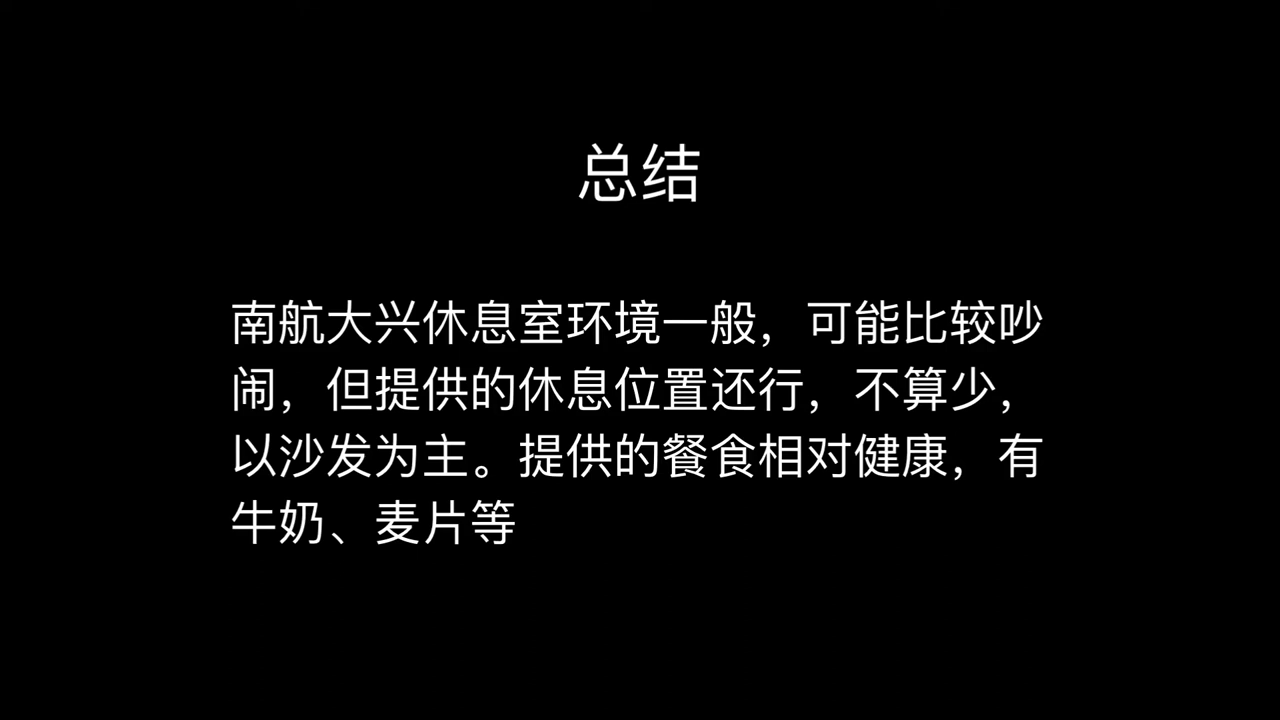 总结
南航大兴休息室环境一般，可能比较吵
闹，但提供的休息位置还行，不算少，
以沙发为主。提供的餐食相对健康，有
牛奶、麦片等